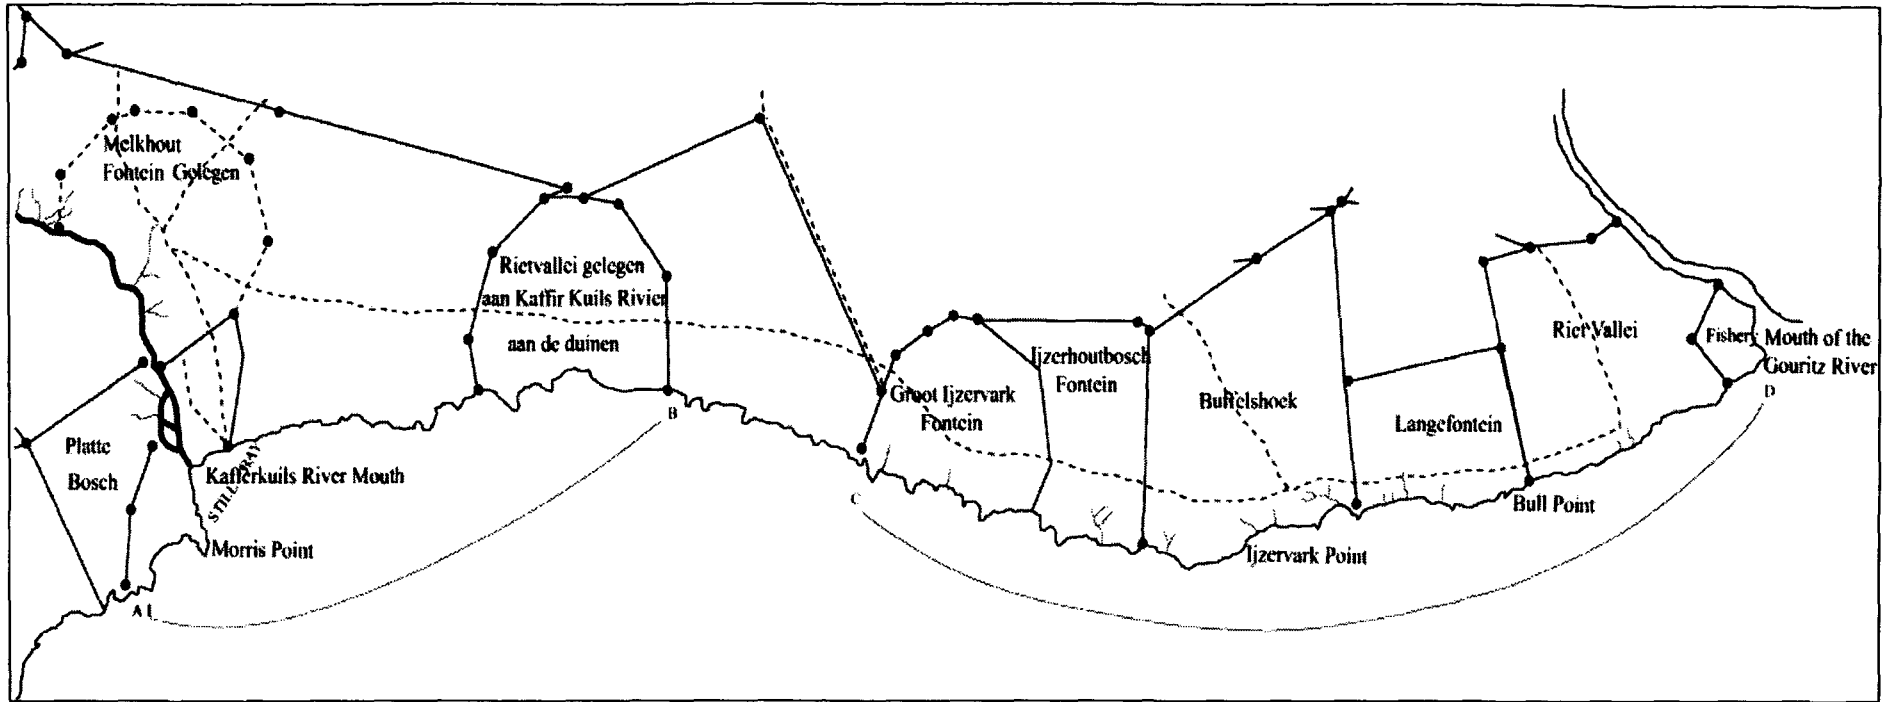 Melkhout
Fontein Gelegen
Rietvallei gelegen
aan Kaffir Kuils Rivier
aan de duinen
Groot Ijzervark
Fontein
Ijzerhoutbosch
Fontein
Buffelshoek
Langefontein
Riet Vallei
Fishery
Mouth of the
Gouritz River
D
Platte
Bosch
Kafferkuils River Mouth
STILL BAY
Morris Point
A
B
C
Ijzervark Point
Bull Point